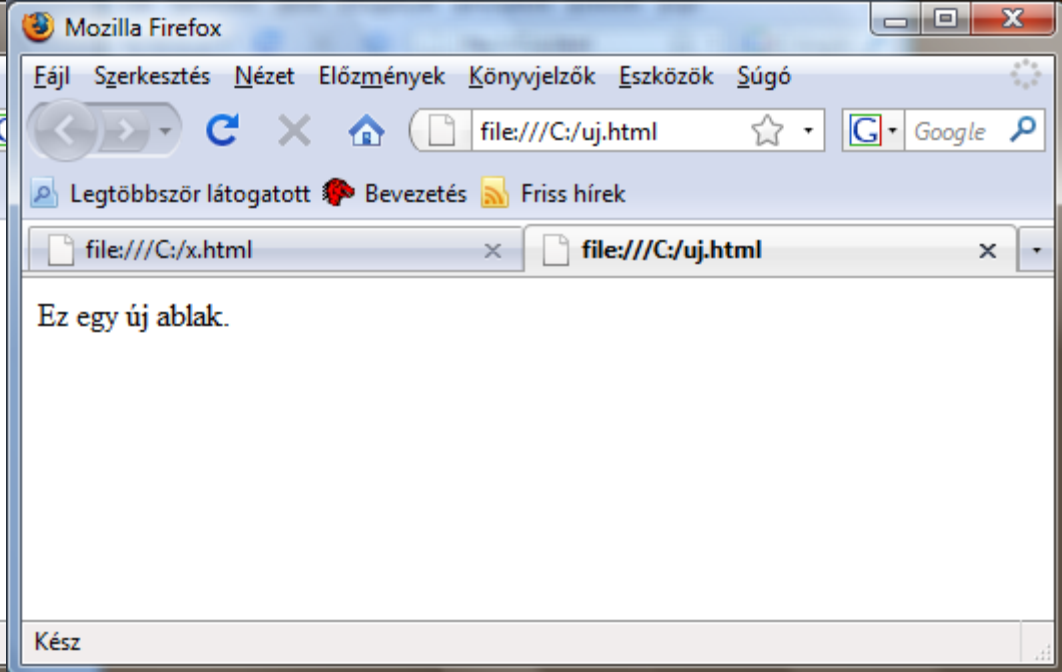 Mozilla Firefox
Fájl Szerkesztés Nézet Előzmények Könyvjelzők Eszközök Súgó
file:///C:/uj.html G Google
Legtöbbször látogatott Bevezetés Friss hírek
file:///C:/x.html file:///C:/uj.html
Ez egy új ablak.
Kész